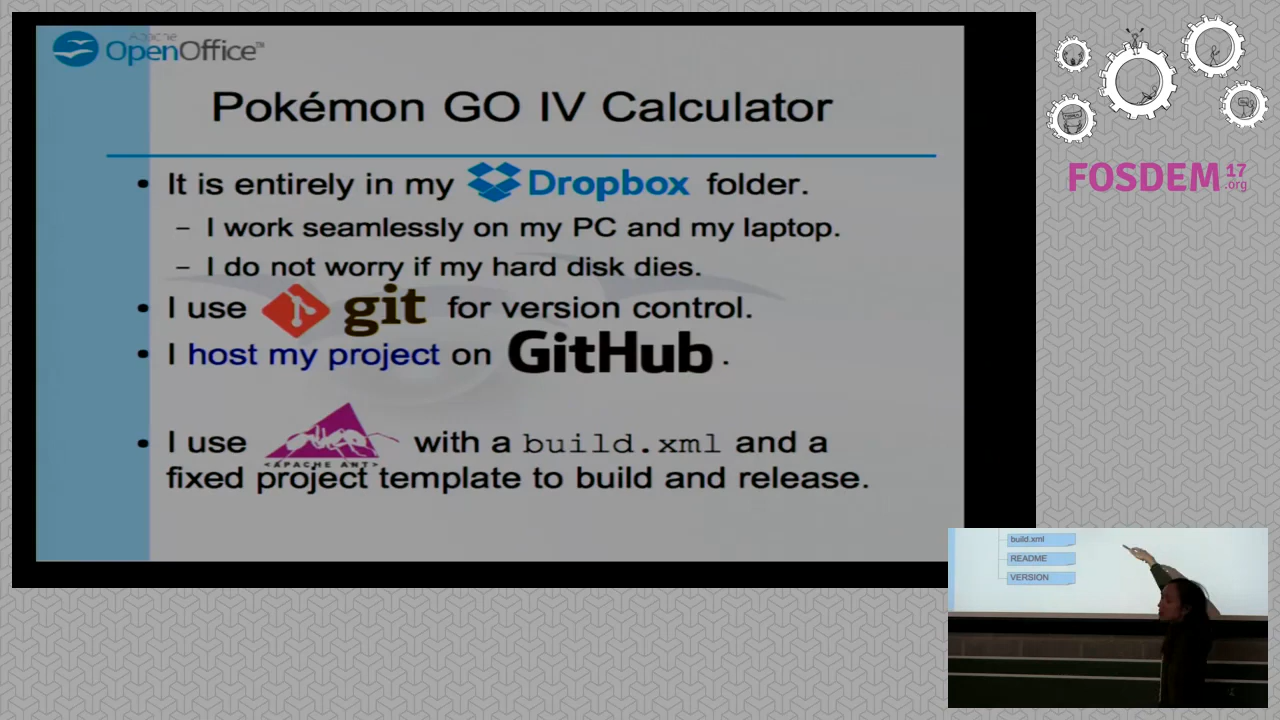 Apache
OpenOffice™
Pokémon GO IV Calculator
• It is entirely in my Dropbox folder.
– I work seamlessly on my PC and my laptop.
– I do not worry if my hard disk dies.
• I use git for version control.
• I host my project on GitHub .
• I use <APACHE ANT> with a build.xml and a
fixed project template to build and release.
FOSDEM 17
.org
build.xml
README
VERSION